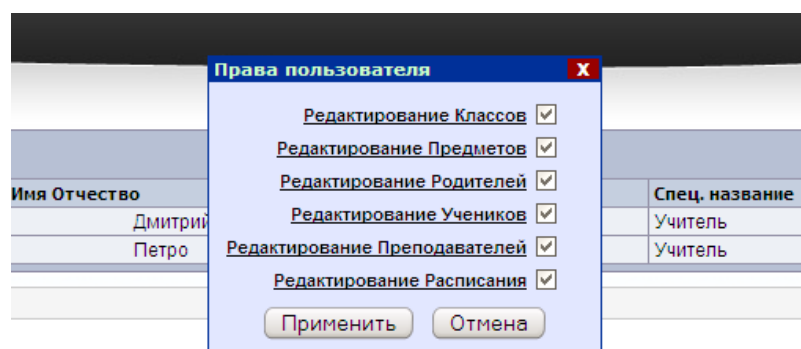 Права пользователя X
Редактирование Классов
Редактирование Предметов
Редактирование Родителей
Имя Отчество Спец. название
Редактирование Учеников
Дмитрий Учитель
Редактирование Преподавателей
Петро Учитель
Редактирование Расписания
Применить Отмена